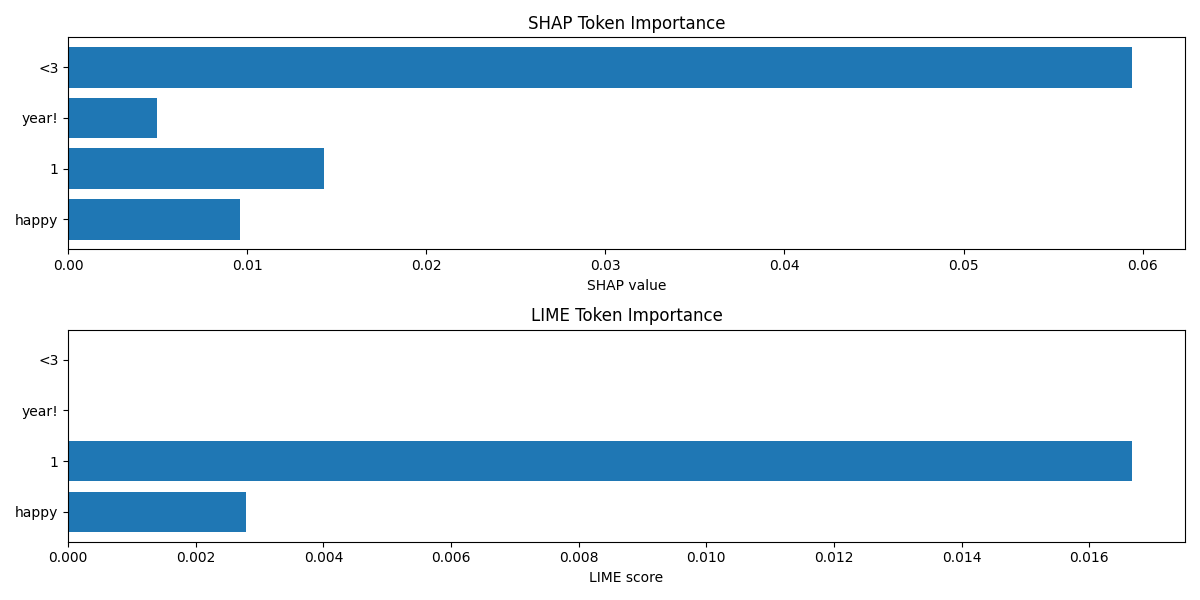 SHAP Token Importance
<3
year!
1
happy
0.00 0.01 0.02 0.03 0.04 0.05 0.06
SHAP value
LIME Token Importance
<3
year!
1
happy
0.000 0.002 0.004 0.006 0.008 0.010 0.012 0.014 0.016
LIME score